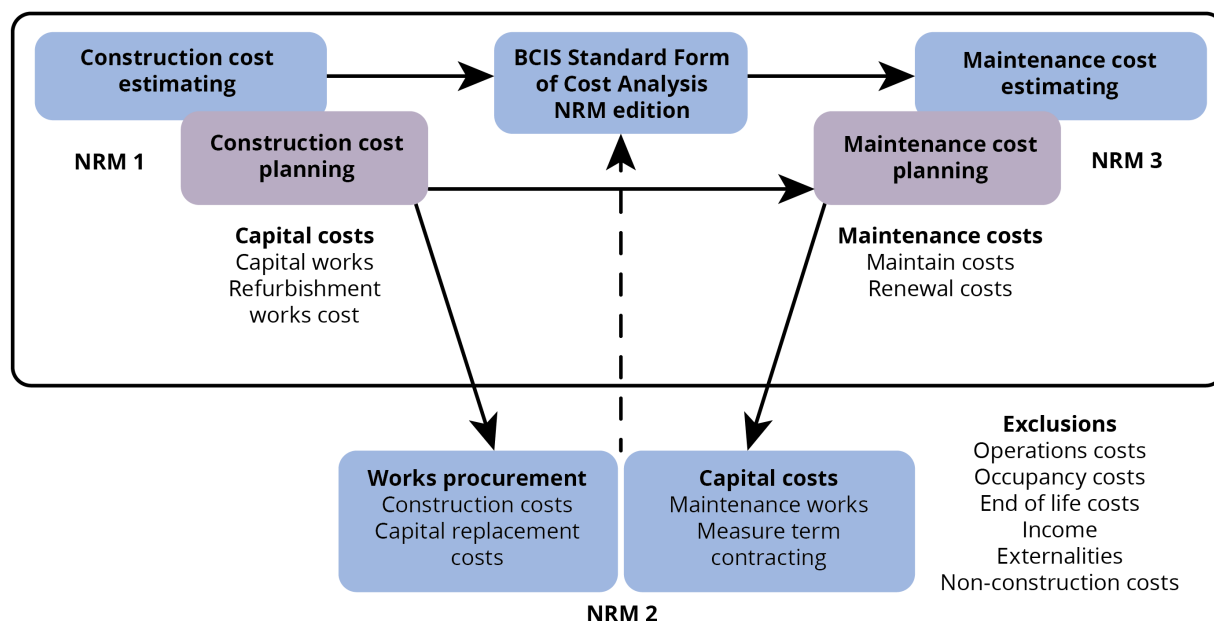 Construction cost
estimating
BCIS Standard Form
of Cost Analysis
NRM edition
Maintenance cost
estimating
NRM 1
Construction cost
planning
Maintenance cost
planning
NRM 3
Capital costs
Capital works
Refurbishment
works cost
Maintenance costs
Maintain costs
Renewal costs
Works procurement
Construction costs
Capital replacement
costs
Capital costs
Maintenance works
Measure term
contracting
Exclusions
Operations costs
Occupancy costs
End of life costs
Income
Externalities
Non-construction costs
NRM 2